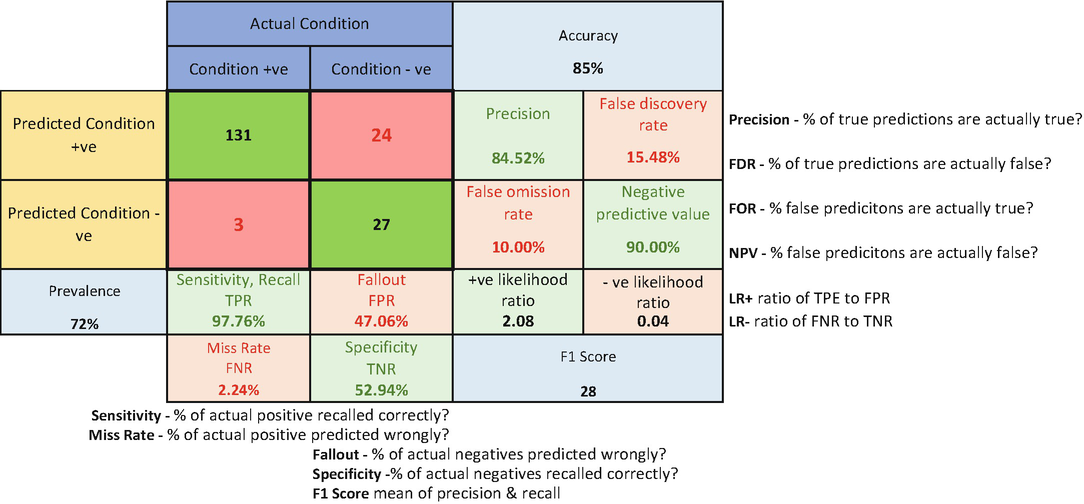 Actual Condition
Accuracy
85%
Condition +ve
Condition - ve
Predicted Condition
+ve
131
24
Precision
84.52%
False discovery
rate
15.48%
Precision - % of true predictions are actually true?
FDR - % of true predictions are actually false?
Predicted Condition -
ve
3
27
False omission
rate
10.00%
Negative
predictive value
90.00%
FOR - % false predicitons are actually true?
NPV - % false predicitons are actually false?
Prevalence
72%
Sensitivity, Recall
TPR
97.76%
Fallout
FPR
47.06%
+ve likelihood
ratio
2.08
- ve likelihood
ratio
0.04
LR+ ratio of TPE to FPR
LR- ratio of FNR to TNR
Miss Rate
FNR
2.24%
Specificity
TNR
52.94%
F1 Score
28
Sensitivity - % of actual positive recalled correctly?
Miss Rate - % of actual positive predicted wrongly?
Fallout - % of actual negatives predicted wrongly?
Specificity -% of actual negatives recalled correctly?
F1 Score mean of precision & recall